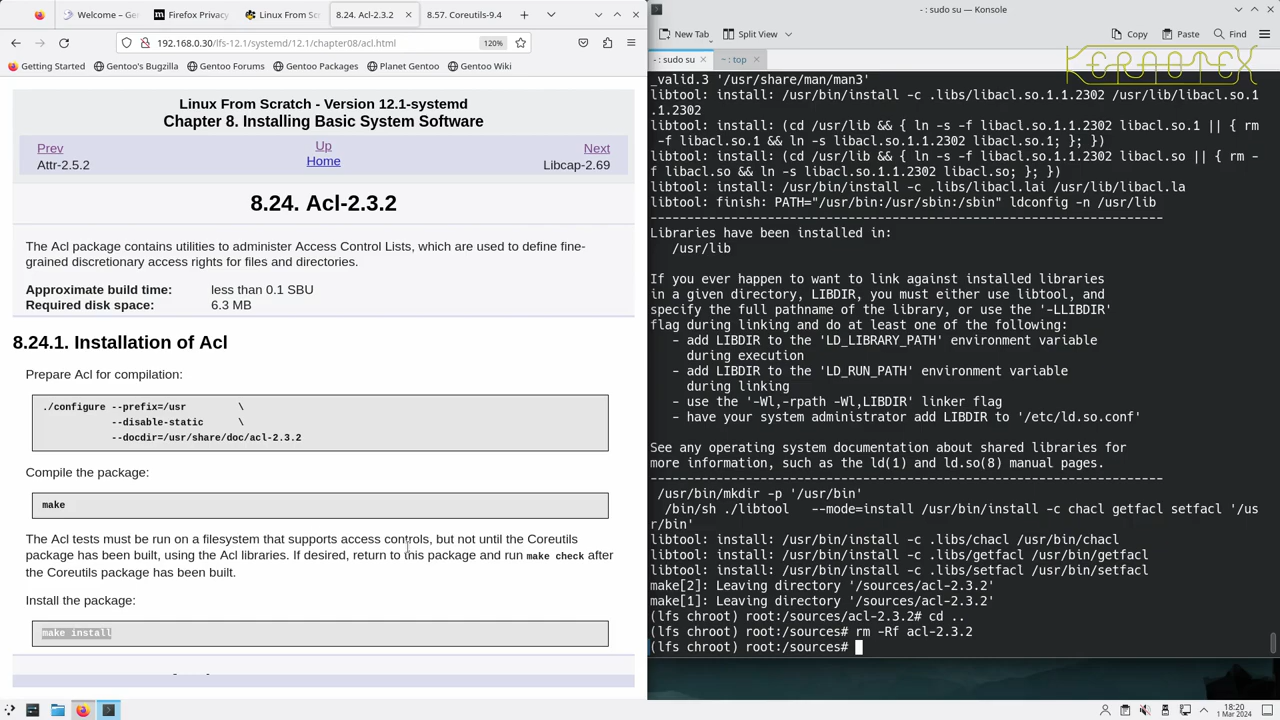 Welcome – Ge
Firefox Privacy
Linux From Scr
8.24. Acl-2.3.2
8.57. Coreutils-9.4
192.168.0.30/lfs-12.1/systemd/12.1/chapter08/acl.html
120%
Getting Started
Gentoo's Bugzilla
Gentoo Forums
Gentoo Packages
Planet Gentoo
Gentoo Wiki
Linux From Scratch - Version 12.1-systemd
Chapter 8. Installing Basic System Software
Prev
Up
Next
Attr-2.5.2
Home
Libcap-2.69
8.24. Acl-2.3.2
The Acl package contains utilities to administer Access Control Lists, which are used to define fine-
grained discretionary access rights for files and directories.
Approximate build time: less than 0.1 SBU
Required disk space: 6.3 MB
8.24.1. Installation of Acl
Prepare Acl for compilation:
./configure --prefix=/usr \
--disable-static \
--docdir=/usr/share/doc/acl-2.3.2
Compile the package:
make
The Acl tests must be run on a filesystem that supports access controls, but not until the Coreutils
package has been built, using the Acl libraries. If desired, return to this package and run make check after
the Coreutils package has been built.
Install the package:
make install
- : sudo su — Konsole
New Tab
Split View
Copy
Paste
Find
- : sudo su
~ : top
KERAOTEX
_valid.3 '/usr/share/man/man3'
libtool: install: /usr/bin/install -c .libs/libacl.so.1.1.2302 /usr/lib/libacl.so.1
.1.2302
libtool: install: (cd /usr/lib && { ln -s -f libacl.so.1.1.2302 libacl.so.1 || { rm
-f libacl.so.1 && ln -s libacl.so.1.1.2302 libacl.so.1; }; })
libtool: install: (cd /usr/lib && { ln -s -f libacl.so.1.1.2302 libacl.so || { rm -
f libacl.so && ln -s libacl.so.1.1.2302 libacl.so; }; })
libtool: install: /usr/bin/install -c .libs/libacl.lai /usr/lib/libacl.la
libtool: finish: PATH="/usr/bin:/usr/sbin:/sbin" ldconfig -n /usr/lib
----------------------------------------------------------------------
Libraries have been installed in:
/usr/lib
If you ever happen to want to link against installed libraries
in a given directory, LIBDIR, you must either use libtool, and
specify the full pathname of the library, or use the '-LLIBDIR'
flag during linking and do at least one of the following:
- add LIBDIR to the 'LD_LIBRARY_PATH' environment variable
during execution
- add LIBDIR to the 'LD_RUN_PATH' environment variable
during linking
- use the '-Wl,-rpath -Wl,LIBDIR' linker flag
- have your system administrator add LIBDIR to '/etc/ld.so.conf'
See any operating system documentation about shared libraries for
more information, such as the ld(1) and ld.so(8) manual pages.
----------------------------------------------------------------------
/usr/bin/mkdir -p '/usr/bin'
/bin/sh ./libtool --mode=install /usr/bin/install -c chacl getfacl setfacl '/us
r/bin'
libtool: install: /usr/bin/install -c .libs/chacl /usr/bin/chacl
libtool: install: /usr/bin/install -c .libs/getfacl /usr/bin/getfacl
libtool: install: /usr/bin/install -c .libs/setfacl /usr/bin/setfacl
make[2]: Leaving directory '/sources/acl-2.3.2'
make[1]: Leaving directory '/sources/acl-2.3.2'
(lfs chroot) root:/sources/acl-2.3.2# cd ..
(lfs chroot) root:/sources# rm -Rf acl-2.3.2
(lfs chroot) root:/sources#
18:20
1 Mar 2024